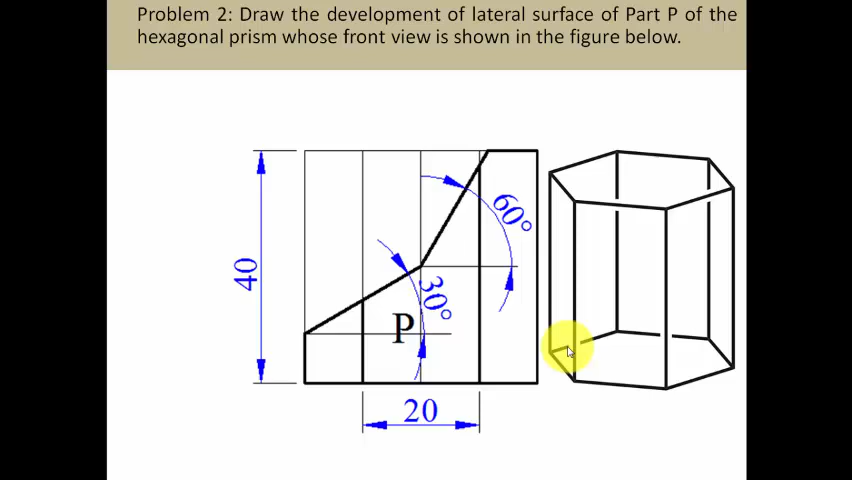 Problem 2: Draw the development of lateral surface of Part P of the
hexagonal prism whose front view is shown in the figure below.
60°
40
30°
P
20